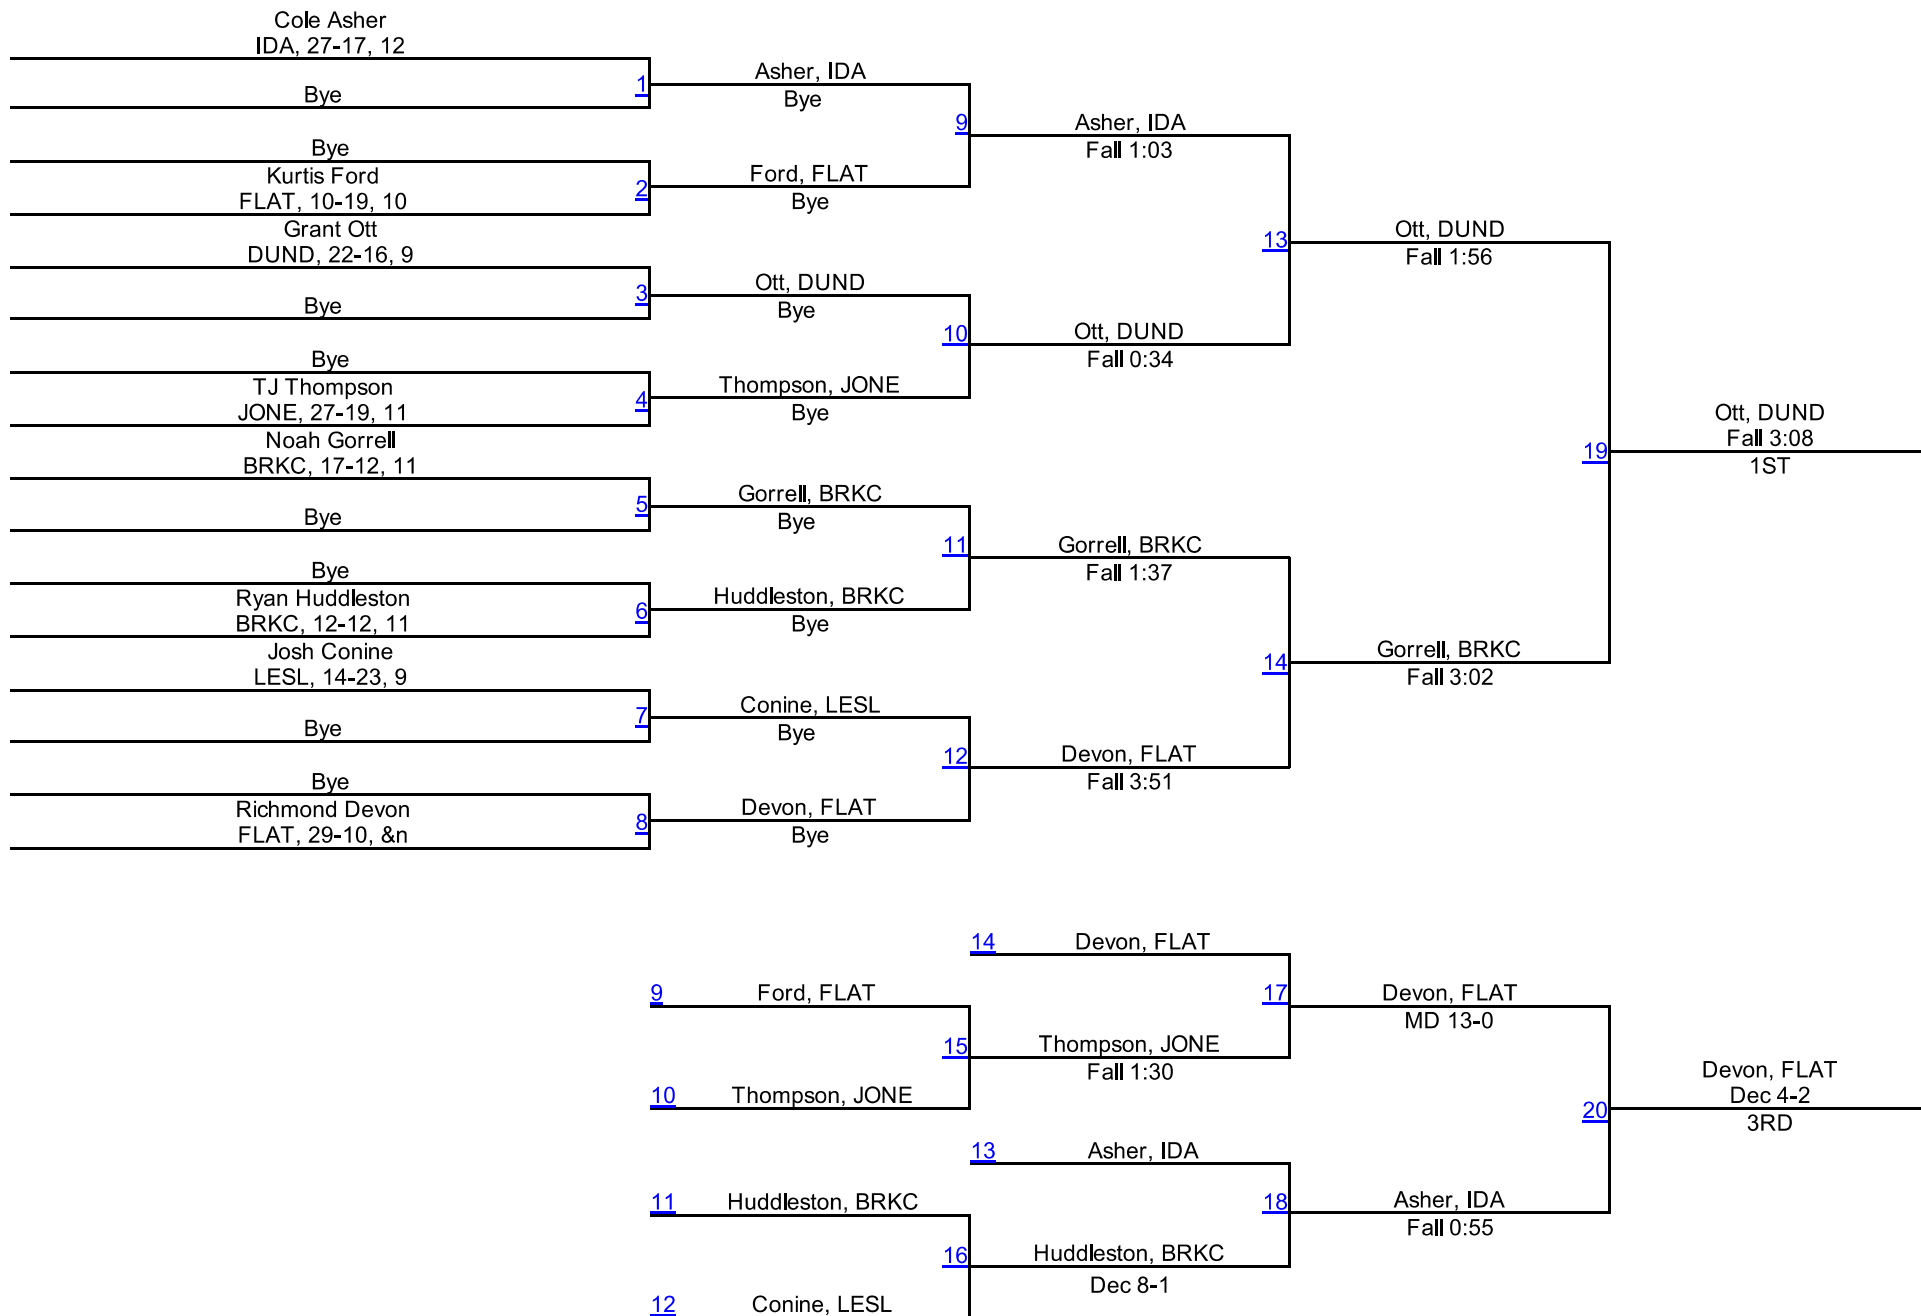 Cole Asher
IDA, 27-17, 12
1
Bye
Asher, IDA
Bye
9
Bye
Kurtis Ford
FLAT, 10-19, 10
2
Ford, FLAT
Bye
Asher, IDA
Fall 1:03
13
Grant Ott
DUND, 22-16, 9
3
Bye
Ott, DUND
Bye
10
Bye
TJ Thompson
JONE, 27-19, 11
4
Thompson, JONE
Bye
Ott, DUND
Fall 0:34
Ott, DUND
Fall 1:56
19
Noah Gorrell
BRKC, 17-12, 11
5
Bye
Gorrell, BRKC
Bye
11
Bye
Ryan Huddleston
BRKC, 12-12, 11
6
Huddleston, BRKC
Bye
Gorrell, BRKC
Fall 1:37
14
Josh Conine
LESL, 14-23, 9
7
Bye
Conine, LESL
Bye
12
Bye
Richmond Devon
FLAT, 29-10, &n
8
Devon, FLAT
Bye
Devon, FLAT
Fall 3:51
Gorrell, BRKC
Fall 3:02
Ott, DUND
Fall 3:08
1ST
14
Devon, FLAT
9
Ford, FLAT
17
15
10
Thompson, JONE
Thompson, JONE
Fall 1:30
Devon, FLAT
MD 13-0
20
13
Asher, IDA
11
Huddleston, BRKC
18
16
12
Conine, LESL
Huddleston, BRKC
Dec 8-1
Asher, IDA
Fall 0:55
Devon, FLAT
Dec 4-2
3RD